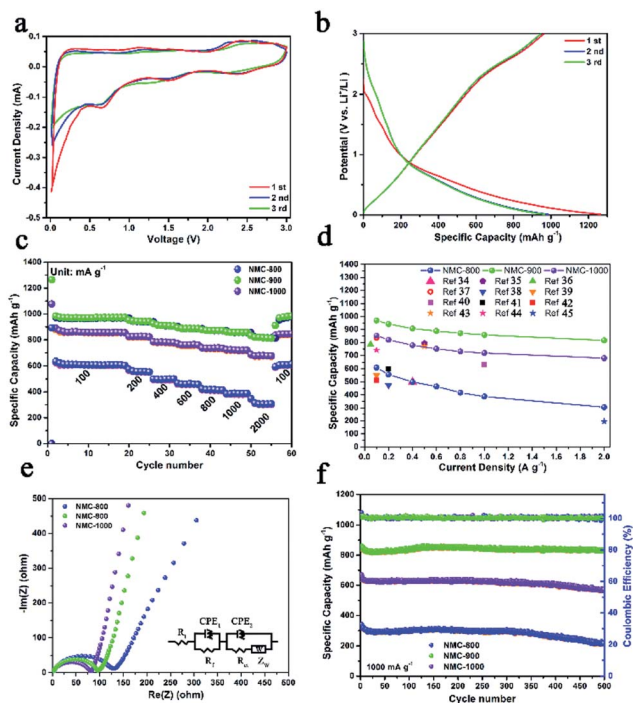 a
Current Density (mA)
0.1
0.0
-0.1
-0.2
-0.3
-0.4
-0.5
0.0 0.5 1.0 1.5 2.0 2.5 3.0
Voltage (V)
1 st
2 nd
3 rd
b
Potential (V vs. Li⁺/Li)
3
2
1
0
200 400 600 800 1000 1200
Specific Capacity (mAh g⁻¹)
1 st
2 nd
3 rd
c
Specific Capacity (mAh g⁻¹)
1400
1200
1000
800
600
400
200
0
Unit: mA g⁻¹
NMC-800
NMC-900
NMC-1000
100 200 400 600 800 1000 2000 100
0 10 20 30 40 50 60
Cycle number
d
Specific Capacity (mAh g⁻¹)
1400
1300
1200
1100
1000
900
800
700
600
500
400
300
200
100
0
NMC-800 NMC-900 NMC-1000
Ref 34 Ref 35 Ref 36
Ref 37 Ref 38 Ref 39
Ref 40 Ref 41 Ref 42
Ref 43 Ref 44 Ref 45
0.0 0.2 0.4 0.6 0.8 1.0 1.2 1.4 1.6 1.8 2.0
Current Density (A g⁻¹)
e
-Im(Z) (ohm)
500
400
300
200
100
0
NMC-800
NMC-900
NMC-1000
CPE₁ CPE₂
W
0 50 100 150 200 250 300 350 400 450 500
Re(Z) (ohm)
f
Specific Capacity (mAh g⁻¹)
1200
1000
800
600
400
200
0
NMC-800
NMC-900
NMC-1000
1000 mA g⁻¹
100
80
60
40
20
0
Coulombic Efficiency (%)
0 50 100 150 200 250 300 350 400 450 500
Cycle number